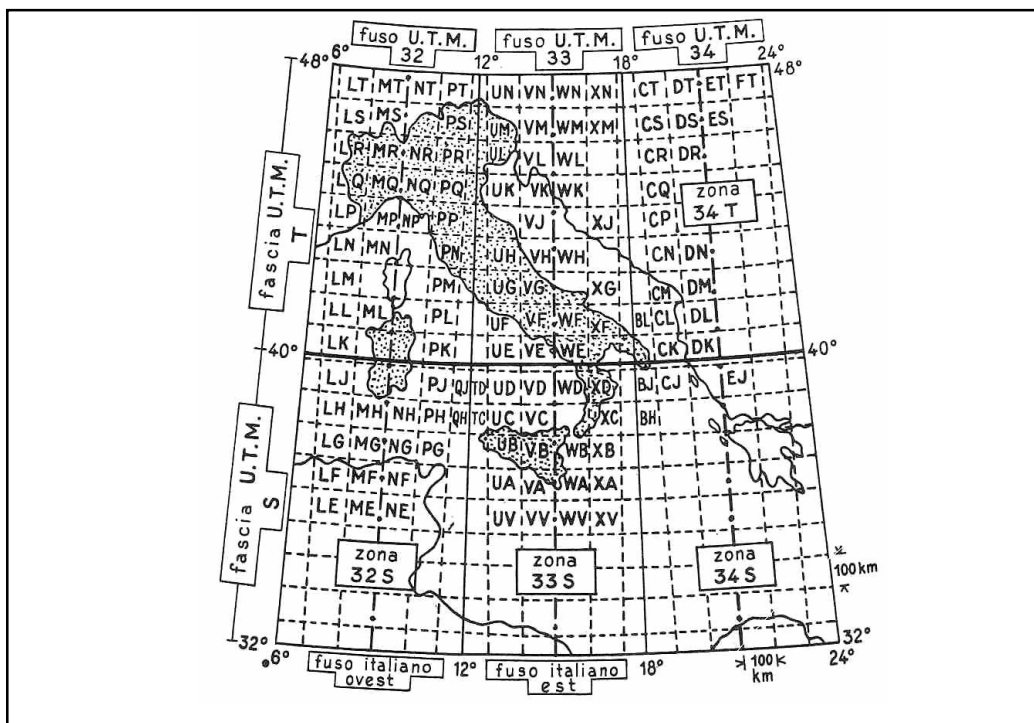 fuso U.T.M. 32 fuso U.T.M. 33 fuso U.T.M. 34
6° 12° 18° 24°
48° 48°
LT MT NT PT UN VN WN XN CT DT ET FT
LS MS PS UM VM WM XM CS DS ES
LR MR NR PR UL VL WL CR DR
LQ MQ NQ PQ UK VK WK CQ
zona
34 T
LP MP NP PP VJ XJ CP
LN MN PN UH VH WH CN DN
LM PM UG VG XG CM DM
LL ML PL UF VF WF XF BL CL DL
LK PK UE VE WE CK DK
40° 40°
LJ PJ QJ TD UD VD WD XD BJ CJ EJ
LH MH NH PH QH TC UC VC XC BH
LG MG NG PG UB VB WB XB
LF MF NF UA VA WA XA
LE ME NE UV VV WV XV
zona
32 S
zona
33 S
zona
34 S
100 km
32° 32°
6° 12° 18° 24°
fuso italiano
ovest
fuso italiano
est
100
km
fascia U.T.M.
T
fascia U.T.M.
S